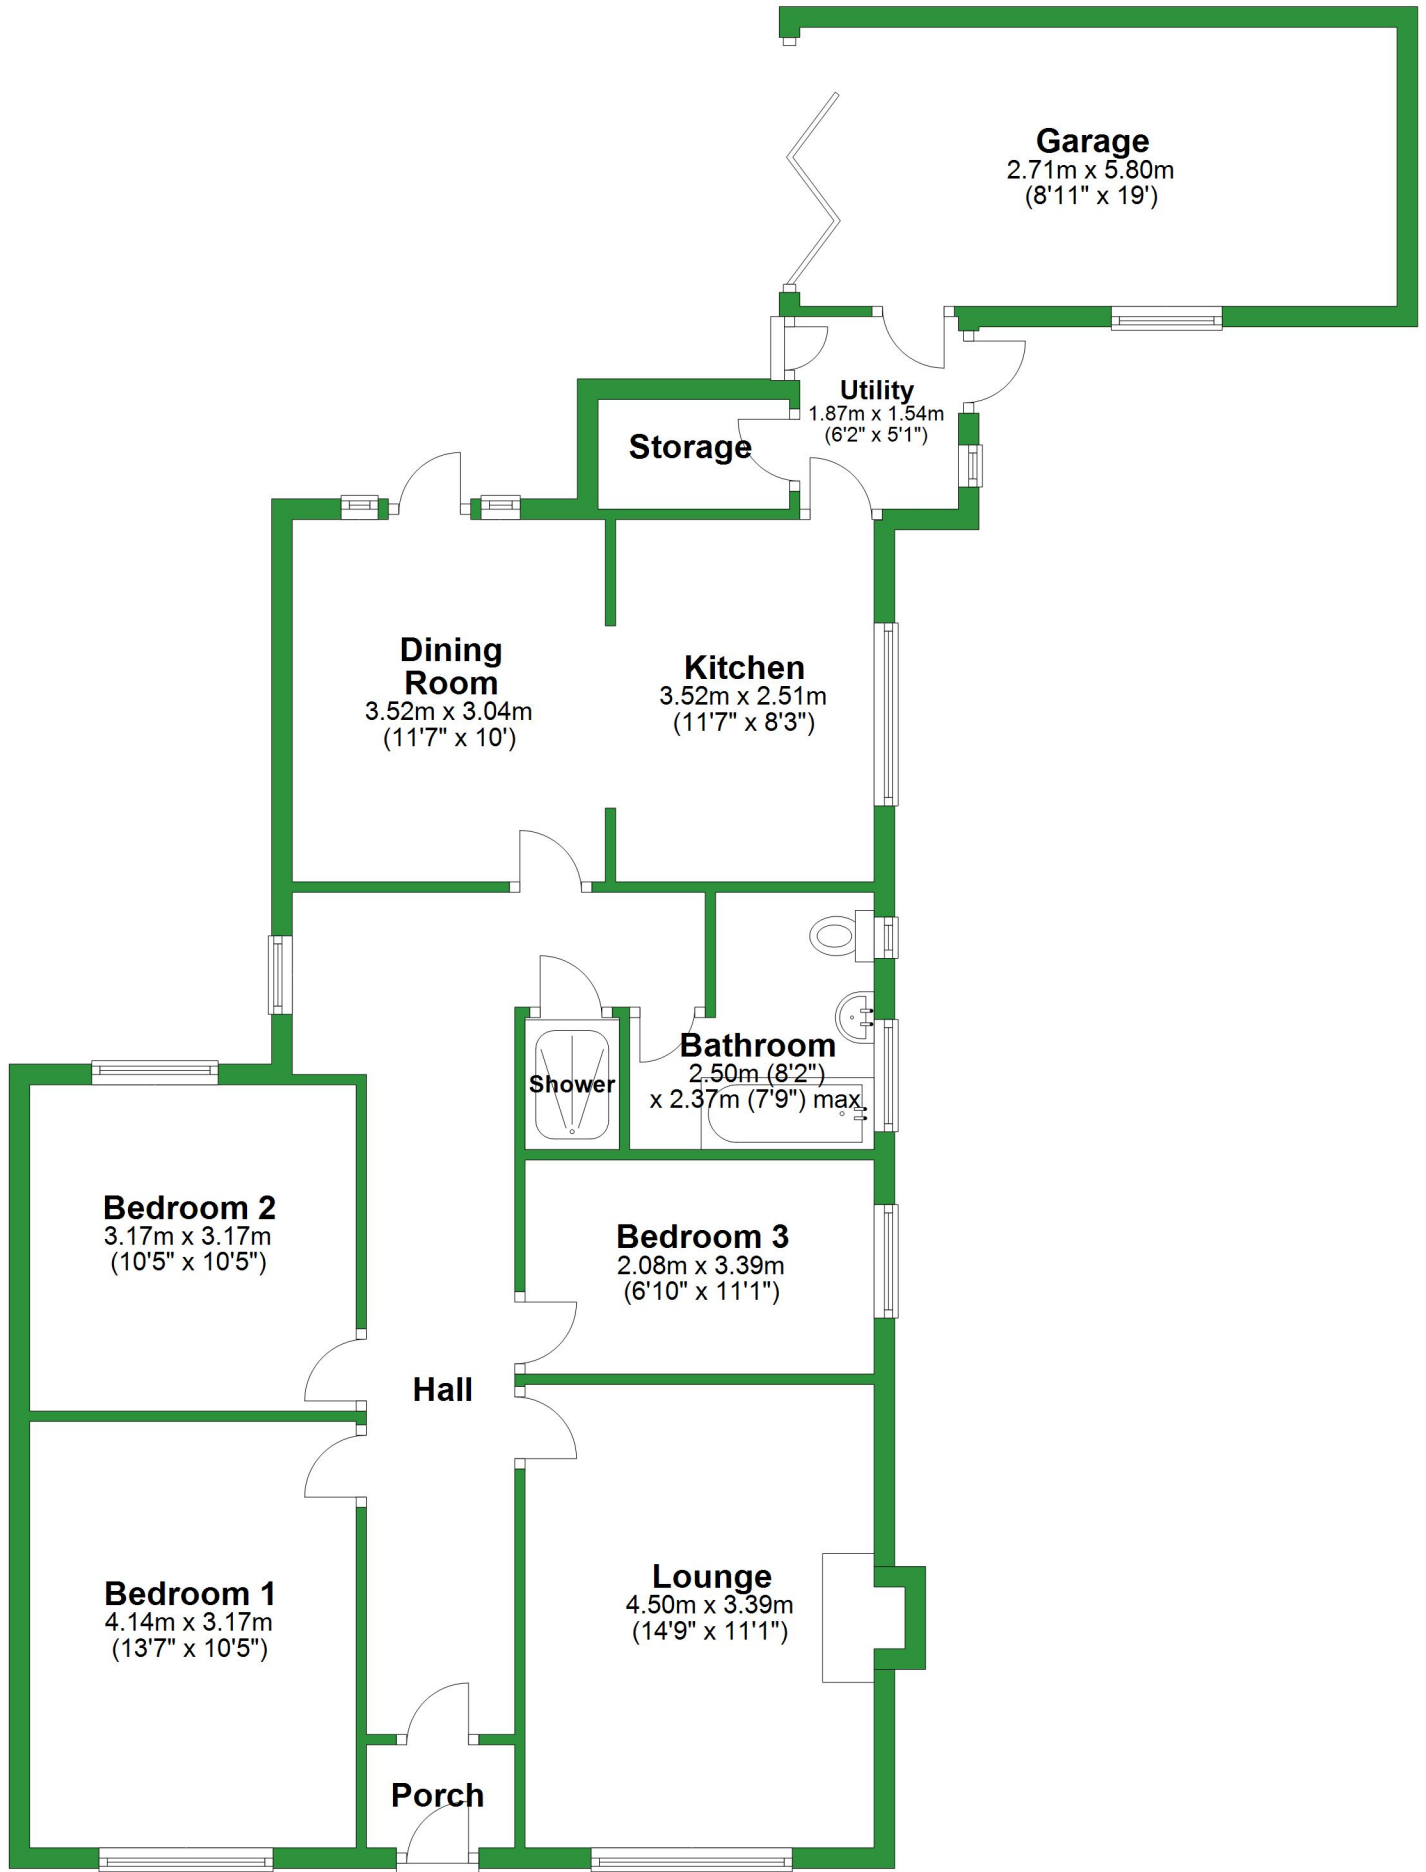 Garage
2.71m x 5.80m
(8'11" x 19')
Utility
1.87m x 1.54m
(6'2" x 5'1")
Storage
Dining
Room
3.52m x 3.04m
(11'7" x 10')
Kitchen
3.52m x 2.51m
(11'7" x 8'3")
Bathroom
2.50m (8'2")
x 2.37m (7'9") max
Shower
Bedroom 2
3.17m x 3.17m
(10'5" x 10'5")
Bedroom 3
2.08m x 3.39m
(6'10" x 11'1")
Hall
Bedroom 1
4.14m x 3.17m
(13'7" x 10'5")
Lounge
4.50m x 3.39m
(14'9" x 11'1")
Porch